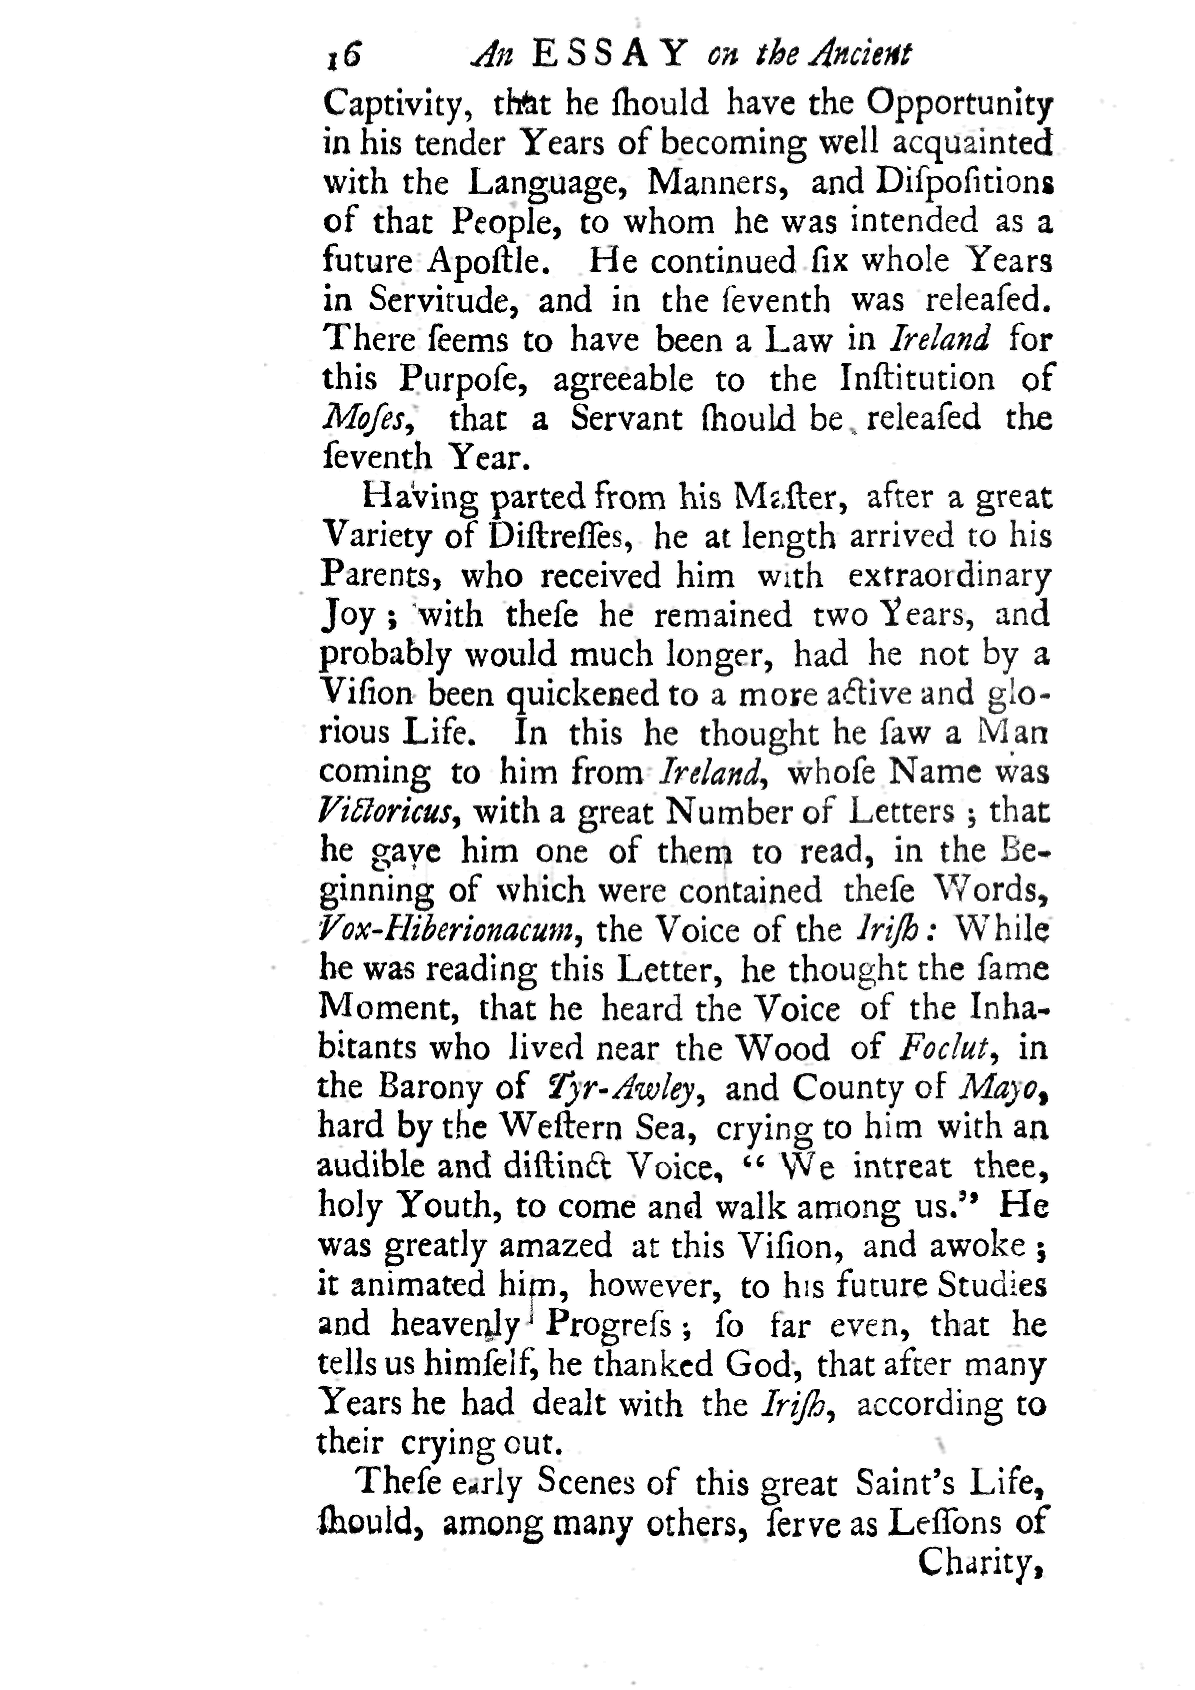 16 An ESSAY on the Ancient
Captivity, that he ſhould have the Opportunity
in his tender Years of becoming well acquainted
with the Language, Manners, and Diſpoſitions
of that People, to whom he was intended as a
future Apoſtle. He continued ſix whole Years
in Servitude, and in the ſeventh was releaſed.
There ſeems to have been a Law in Ireland for
this Purpoſe, agreeable to the Inſtitution of
Moſes, that a Servant ſhould be releaſed the
ſeventh Year.
Having parted from his Maſter, after a great
Variety of Diſtreſſes, he at length arrived to his
Parents, who received him with extraordinary
Joy ; with theſe he remained two Years, and
probably would much longer, had he not by a
Viſion been quickened to a more active and glo-
rious Life. In this he thought he ſaw a Man
coming to him from Ireland, whoſe Name was
Victoricus, with a great Number of Letters ; that
he gave him one of them to read, in the Be-
ginning of which were contained theſe Words,
Vox-Hiberionacum, the Voice of the Iriſh : While
he was reading this Letter, he thought the ſame
Moment, that he heard the Voice of the Inha-
bitants who lived near the Wood of Foclut, in
the Barony of Tyr-Awley, and County of Mayo,
hard by the Weſtern Sea, crying to him with an
audible and diſtinct Voice, “ We intreat thee,
holy Youth, to come and walk among us.” He
was greatly amazed at this Viſion, and awoke ;
it animated him, however, to his future Studies
and heavenly Progreſs ; ſo far even, that he
tells us himſelf, he thanked God, that after many
Years he had dealt with the Iriſh, according to
their crying out.
Theſe early Scenes of this great Saint's Life,
ſhould, among many others, ſerve as Leſſons of
Charity,